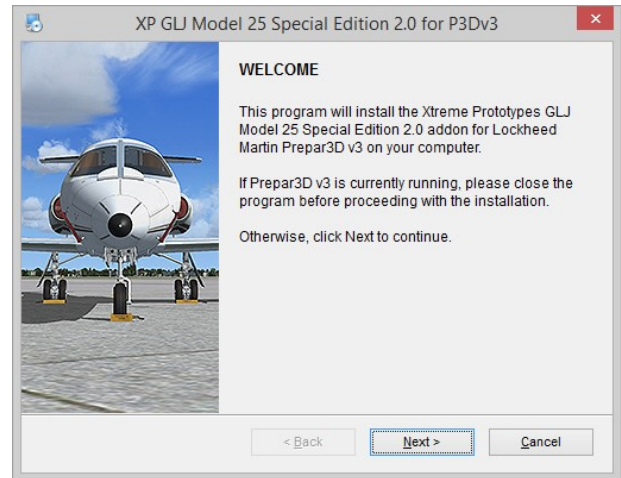 XP GLJ Model 25 Special Edition 2.0 for P3Dv3
WELCOME
This program will install the Xtreme Prototypes GLJ
Model 25 Special Edition 2.0 addon for Lockheed
Martin Prepar3D v3 on your computer.
If Prepar3D v3 is currently running, please close the
program before proceeding with the installation.
Otherwise, click Next to continue.
< Back
Next >
Cancel